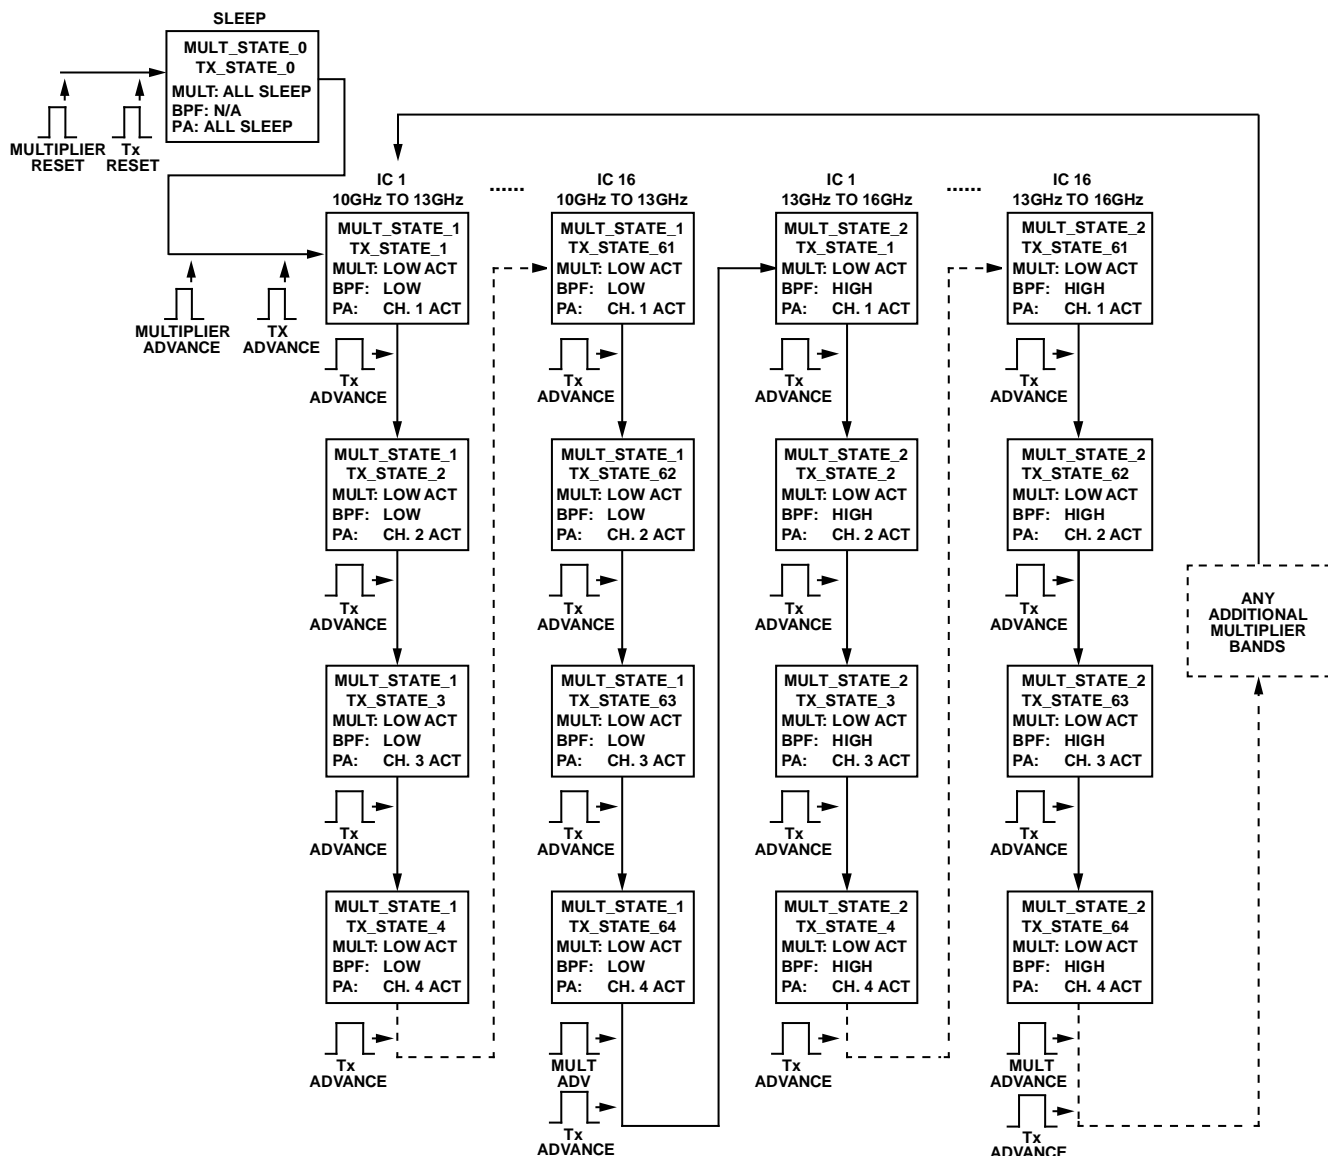 SLEEP
MULT_STATE_0
TX_STATE_0
MULT: ALL SLEEP
BPF: N/A
PA: ALL SLEEP
MULTIPLIER
RESET
Tx
RESET
MULTIPLIER
ADVANCE
TX
ADVANCE
IC 1
10GHz TO 13GHz
MULT_STATE_1
TX_STATE_1
MULT: LOW ACT
BPF: LOW
PA: CH. 1 ACT
Tx
ADVANCE
MULT_STATE_1
TX_STATE_2
MULT: LOW ACT
BPF: LOW
PA: CH. 2 ACT
Tx
ADVANCE
MULT_STATE_1
TX_STATE_3
MULT: LOW ACT
BPF: LOW
PA: CH. 3 ACT
Tx
ADVANCE
MULT_STATE_1
TX_STATE_4
MULT: LOW ACT
BPF: LOW
PA: CH. 4 ACT
Tx
ADVANCE
......
IC 16
10GHz TO 13GHz
MULT_STATE_1
TX_STATE_61
MULT: LOW ACT
BPF: LOW
PA: CH. 1 ACT
Tx
ADVANCE
MULT_STATE_1
TX_STATE_62
MULT: LOW ACT
BPF: LOW
PA: CH. 2 ACT
Tx
ADVANCE
MULT_STATE_1
TX_STATE_63
MULT: LOW ACT
BPF: LOW
PA: CH. 3 ACT
Tx
ADVANCE
MULT_STATE_1
TX_STATE_64
MULT: LOW ACT
BPF: LOW
PA: CH. 4 ACT
MULT
ADV
Tx
ADVANCE
IC 1
13GHz TO 16GHz
MULT_STATE_2
TX_STATE_1
MULT: LOW ACT
BPF: HIGH
PA: CH. 1 ACT
Tx
ADVANCE
MULT_STATE_2
TX_STATE_2
MULT: LOW ACT
BPF: HIGH
PA: CH. 2 ACT
Tx
ADVANCE
MULT_STATE_2
TX_STATE_3
MULT: LOW ACT
BPF: HIGH
PA: CH. 3 ACT
Tx
ADVANCE
MULT_STATE_2
TX_STATE_4
MULT: LOW ACT
BPF: HIGH
PA: CH. 4 ACT
Tx
ADVANCE
......
IC 16
13GHz TO 16GHz
MULT_STATE_2
TX_STATE_61
MULT: LOW ACT
BPF: HIGH
PA: CH. 1 ACT
Tx
ADVANCE
MULT_STATE_2
TX_STATE_62
MULT: LOW ACT
BPF: HIGH
PA: CH. 2 ACT
Tx
ADVANCE
MULT_STATE_2
TX_STATE_63
MULT: LOW ACT
BPF: HIGH
PA: CH. 3 ACT
Tx
ADVANCE
MULT_STATE_2
TX_STATE_64
MULT: LOW ACT
BPF: HIGH
PA: CH. 4 ACT
MULT
ADVANCE
Tx
ADVANCE
ANY
ADDITIONAL
MULTIPLIER
BANDS